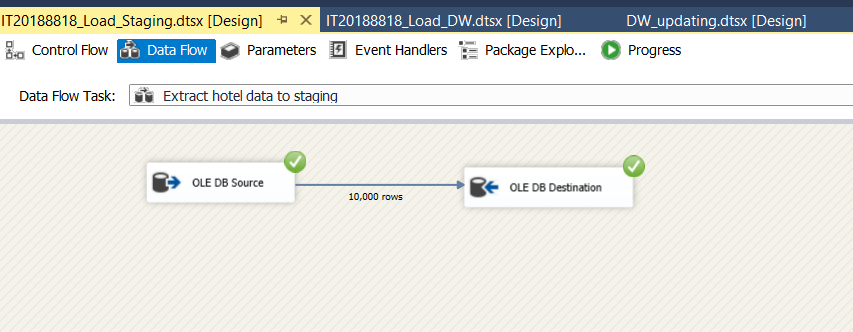 IT20188818_Load_Staging.dtsx [Design] IT20188818_Load_DW.dtsx [Design] DW_updating.dtsx [Design]
Control Flow Data Flow Parameters Event Handlers Package Explo... Progress
Data Flow Task: Extract hotel data to staging
OLE DB Source OLE DB Destination
10,000 rows